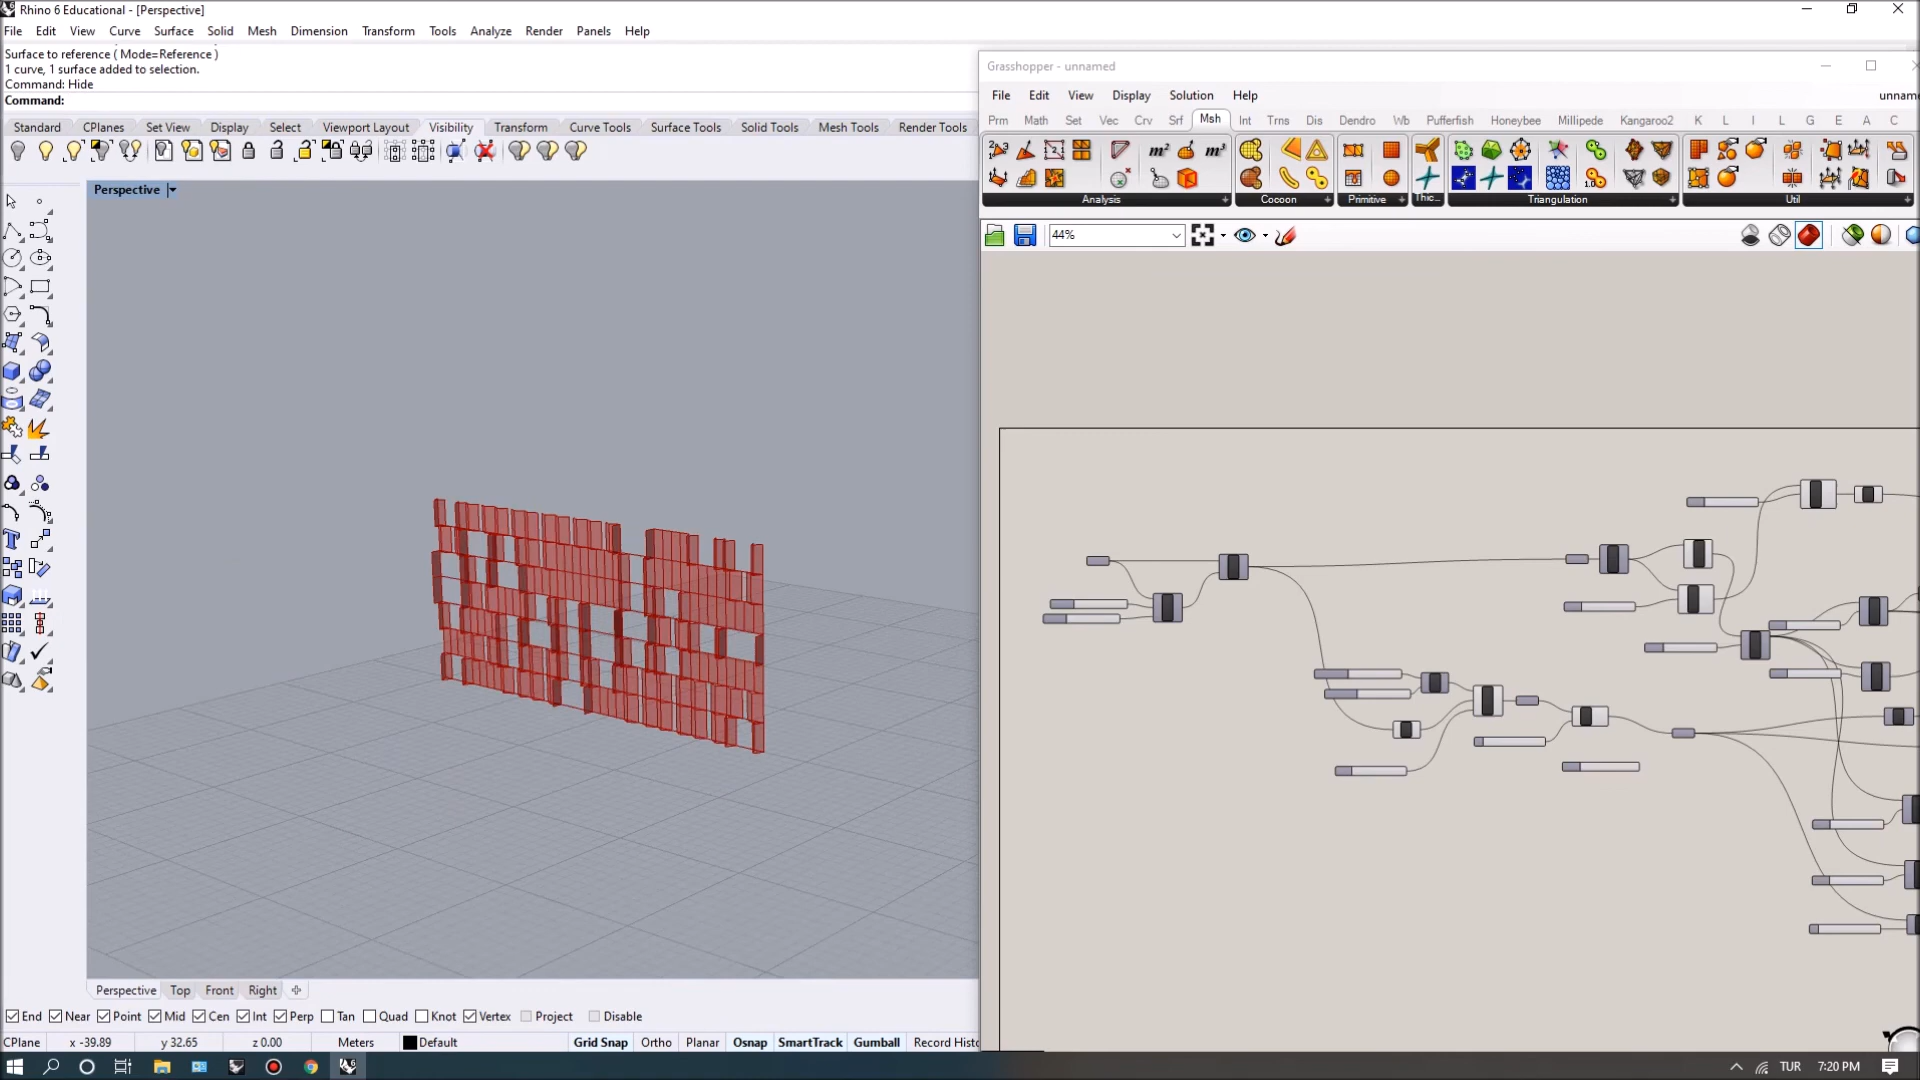 Rhino 6 Educational - [Perspective]
File Edit View Curve Surface Solid Mesh Dimension Transform Tools Analyze Render Panels Help
Surface to reference ( Mode=Reference )
1 curve, 1 surface added to selection.
Command: Hide
Command:
Standard CPlanes Set View Display Select Viewport Layout Visibility Transform Curve Tools Surface Tools Solid Tools Mesh Tools Render Tools
Perspective
Grasshopper - unnamed
File Edit View Display Solution Help
unname
Prm Math Set Vec Crv Srf Msh Int Trns Dis Dendro Wb Pufferfish Honeybee Millipede Kangaroo2 K L I L G E A C
Analysis Cocoon Primitive Thic... Triangulation Util
44%
Perspective Top Front Right
End Near Point Mid Cen Int Perp Tan Quad Knot Vertex Project Disable
CPlane x -39.89 y 32.65 z 0.00 Meters Default Grid Snap Ortho Planar Osnap SmartTrack Gumball Record Histo
TUR 7:20 PM